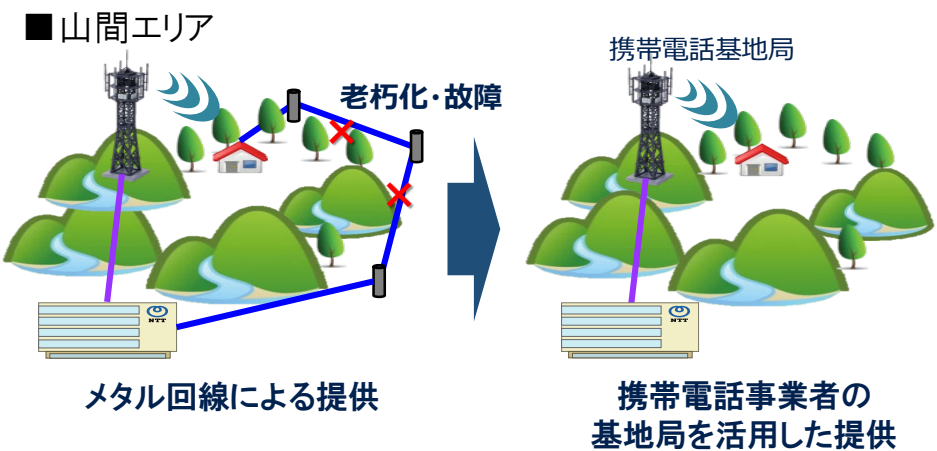 ■山間エリア
携帯電話基地局
老朽化・故障
NTT
NTT
メタル回線による提供
携帯電話事業者の
基地局を活用した提供